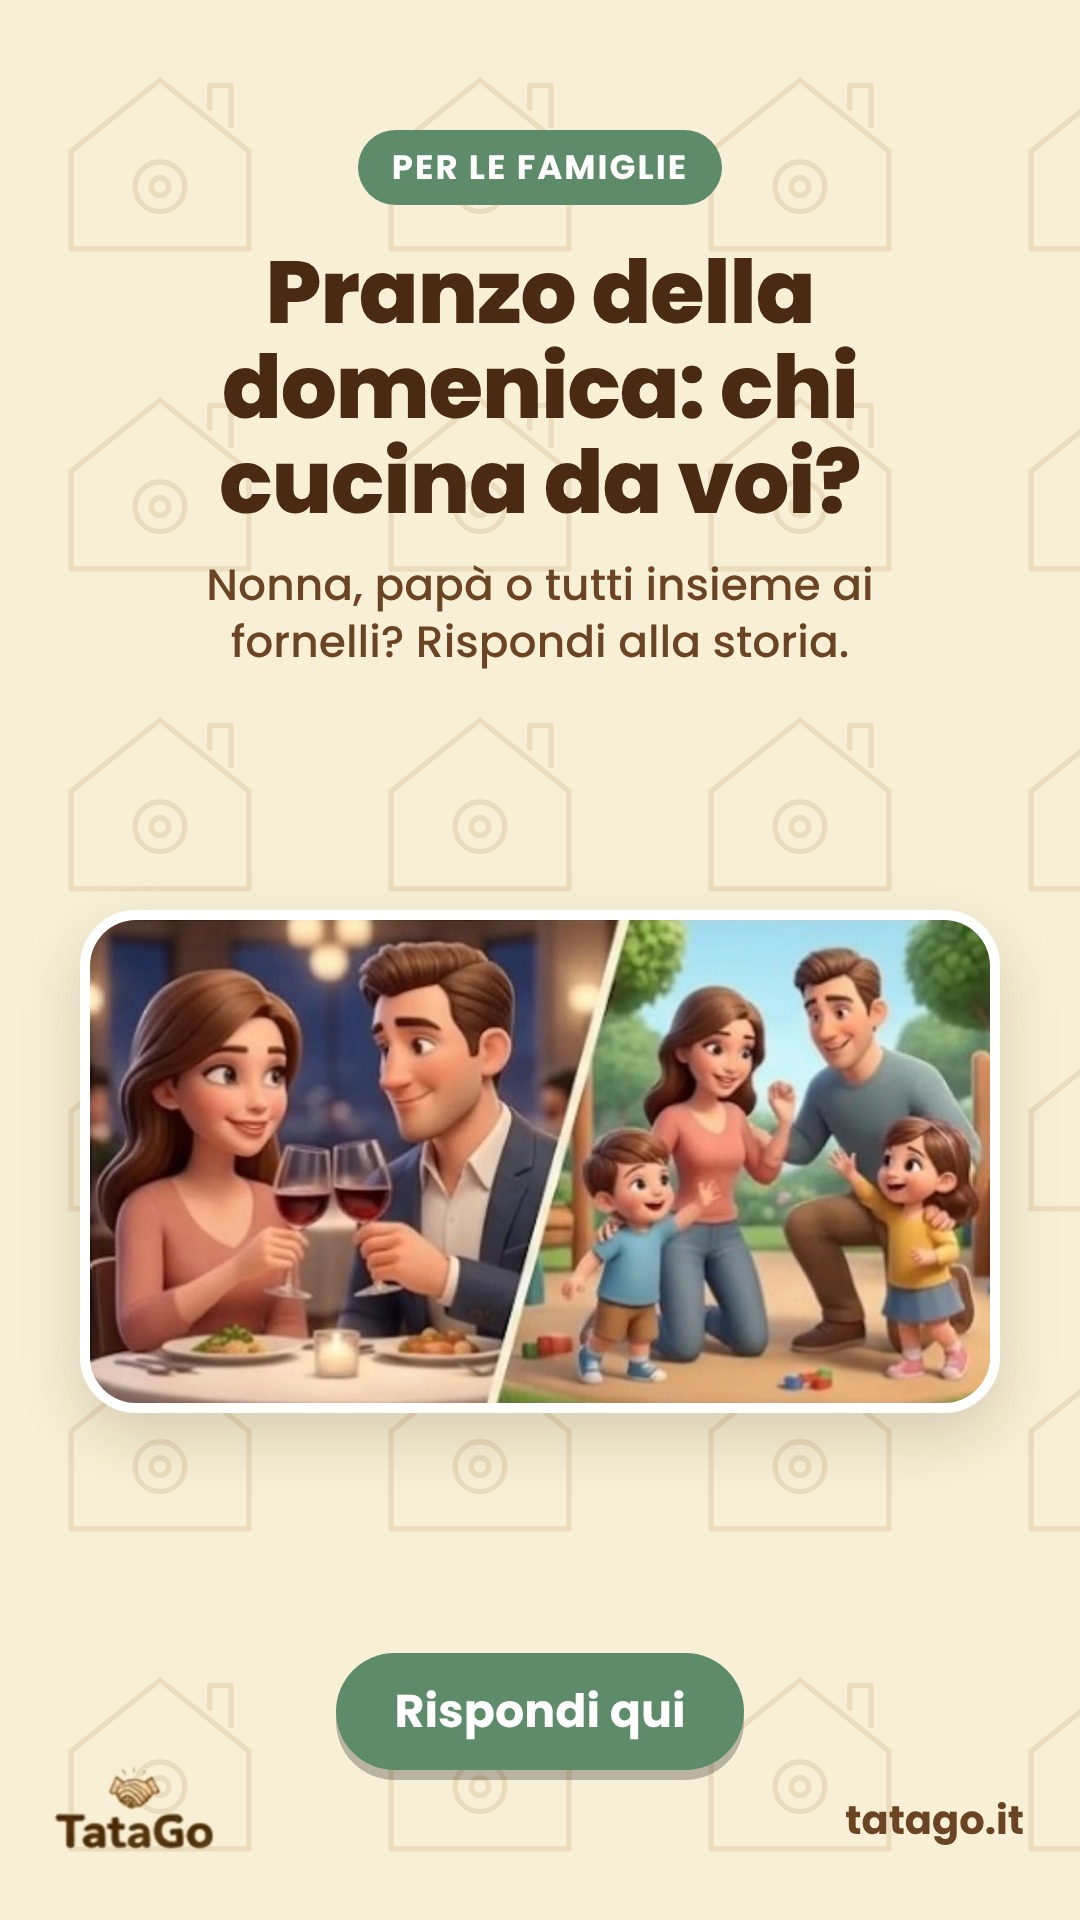 PER LE FAMIGLIE
Pranzo della
domenica: chi
cucina da voi?
Nonna, papà o tutti insieme ai
fornelli? Rispondi alla storia.
Rispondi qui
TataGo
tatago.it